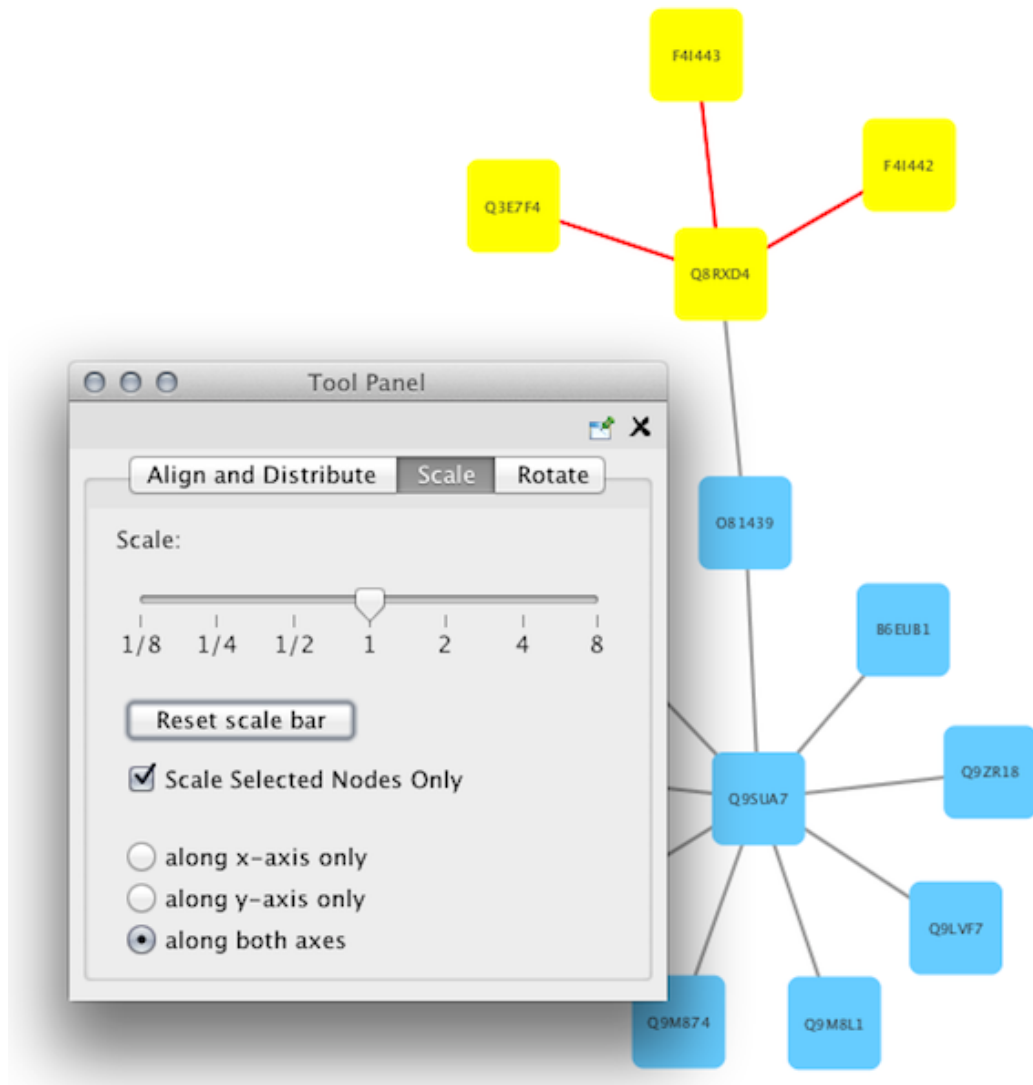 F4I443
F4I442
Q3E7F4
Q8RXD4
Tool Panel
Align and Distribute Scale Rotate
O81439
Scale:
B6EUB1
1/8 1/4 1/2 1 2 4 8
Reset scale bar
Scale Selected Nodes Only
Q9ZR18
Q9SUA7
along x-axis only
along y-axis only
Q9LVF7
along both axes
Q9M874
Q9M8L1